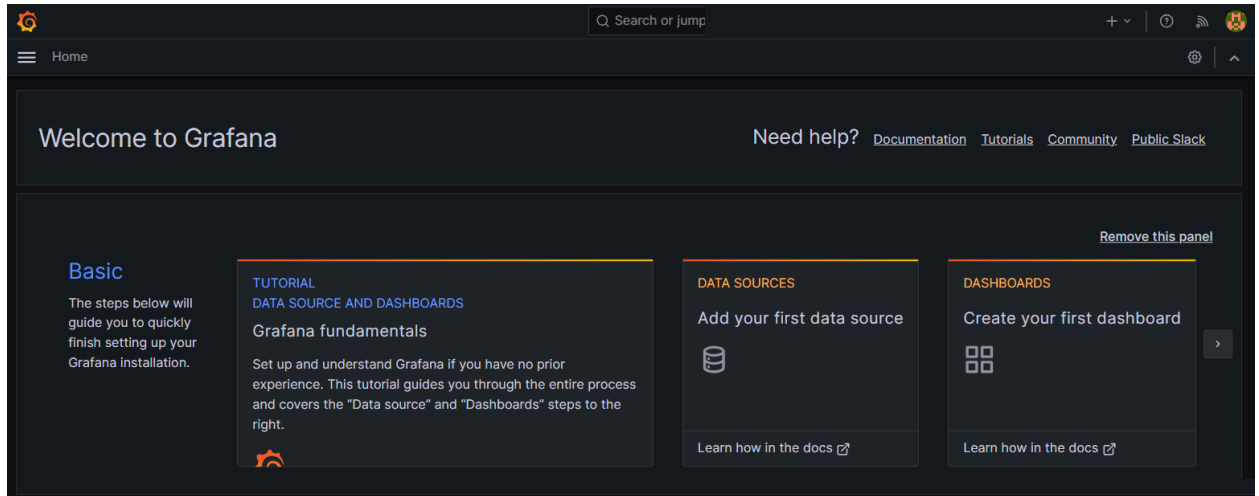 Search or jump
Home
Welcome to Grafana
Need help? Documentation Tutorials Community Public Slack
Remove this panel
Basic
The steps below will
guide you to quickly
finish setting up your
Grafana installation.
TUTORIAL
DATA SOURCE AND DASHBOARDS
Grafana fundamentals
Set up and understand Grafana if you have no prior
experience. This tutorial guides you through the entire process
and covers the “Data source” and “Dashboards” steps to the
right.
DATA SOURCES
Add your first data source
Learn how in the docs
DASHBOARDS
Create your first dashboard
Learn how in the docs